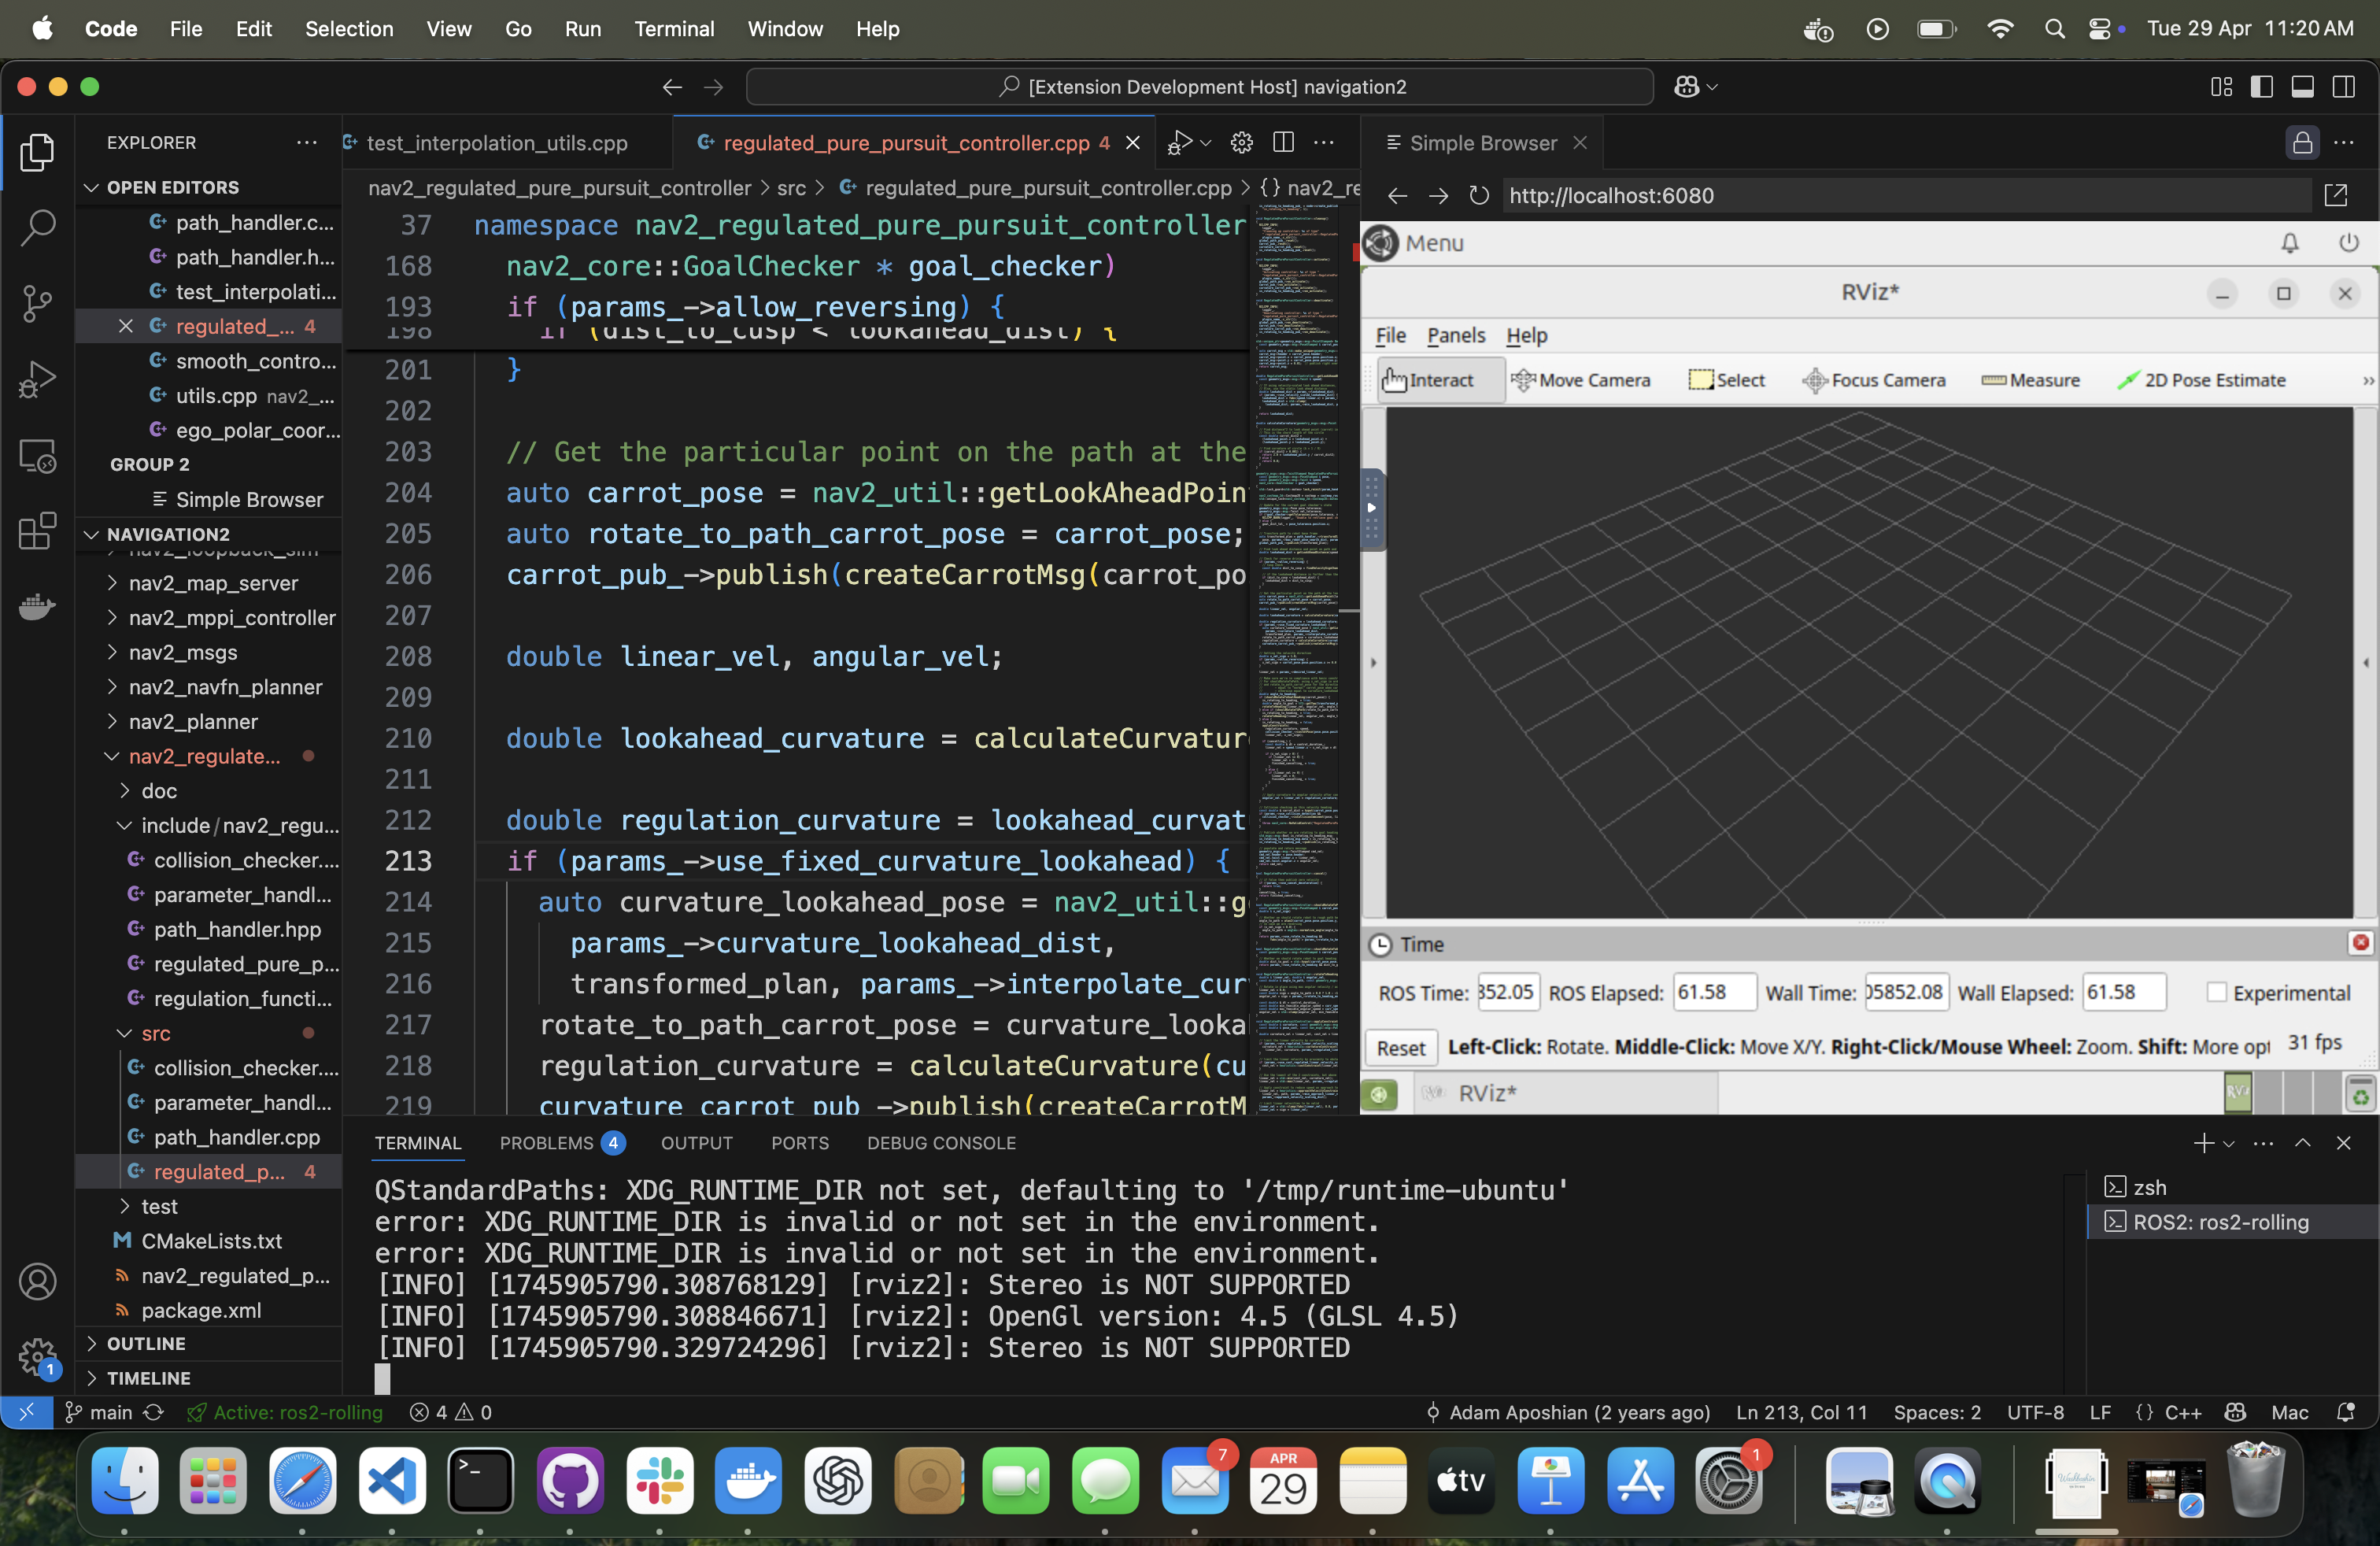 Code File Edit Selection View Go Run Terminal Window Help
Tue 29 Apr 11:20 AM
[Extension Development Host] navigation2
EXPLORER
OPEN EDITORS
path_handler.c...
path_handler.h...
test_interpolati...
regulated_... 4
smooth_contro...
utils.cpp nav2_...
ego_polar_coor...
GROUP 2
Simple Browser
NAVIGATION2
nav2_loopback_sim
nav2_map_server
nav2_mppi_controller
nav2_msgs
nav2_navfn_planner
nav2_planner
nav2_regulate...
doc
include/nav2_regu...
collision_checker....
parameter_handl...
path_handler.hpp
regulated_pure_p...
regulation_functi...
src
collision_checker....
parameter_handl...
path_handler.cpp
regulated_p... 4
test
CMakeLists.txt
nav2_regulated_p...
package.xml
OUTLINE
TIMELINE
1
test_interpolation_utils.cpp
regulated_pure_pursuit_controller.cpp 4
nav2_regulated_pure_pursuit_controller > src > regulated_pure_pursuit_controller.cpp > {} nav2_re
37 namespace nav2_regulated_pure_pursuit_controller
168 nav2_core::GoalChecker * goal_checker)
193 if (params_->allow_reversing) {
198 if (dist_to_cusp < lookahead_dist) {
201 }
202
203 // Get the particular point on the path at the
204 auto carrot_pose = nav2_util::getLookAheadPoin
205 auto rotate_to_path_carrot_pose = carrot_pose;
206 carrot_pub_->publish(createCarrotMsg(carrot_po
207
208 double linear_vel, angular_vel;
209
210 double lookahead_curvature = calculateCurvatur
211
212 double regulation_curvature = lookahead_curvat
213 if (params_->use_fixed_curvature_lookahead) {
214 auto curvature_lookahead_pose = nav2_util::g
215 params_->curvature_lookahead_dist,
216 transformed_plan, params_->interpolate_cur
217 rotate_to_path_carrot_pose = curvature_looka
218 regulation_curvature = calculateCurvature(cu
219 curvature_carrot_pub_->publish(createCarrotM
Simple Browser
http://localhost:6080
Menu
RViz*
File Panels Help
Interact Move Camera Select Focus Camera Measure 2D Pose Estimate »
Time
ROS Time: 352.05 ROS Elapsed: 61.58 Wall Time: 05852.08 Wall Elapsed: 61.58 Experimental
Reset Left-Click: Rotate. Middle-Click: Move X/Y. Right-Click/Mouse Wheel: Zoom. Shift: More opt 31 fps
RViz*
TERMINAL PROBLEMS 4 OUTPUT PORTS DEBUG CONSOLE
QStandardPaths: XDG_RUNTIME_DIR not set, defaulting to '/tmp/runtime-ubuntu'
error: XDG_RUNTIME_DIR is invalid or not set in the environment.
error: XDG_RUNTIME_DIR is invalid or not set in the environment.
[INFO] [1745905790.308768129] [rviz2]: Stereo is NOT SUPPORTED
[INFO] [1745905790.308846671] [rviz2]: OpenGl version: 4.5 (GLSL 4.5)
[INFO] [1745905790.329724296] [rviz2]: Stereo is NOT SUPPORTED
zsh
ROS2: ros2-rolling
main Active: ros2-rolling 4 0 Adam Aposhian (2 years ago) Ln 213, Col 11 Spaces: 2 UTF-8 LF {} C++ Mac
7
APR
29
tv
1